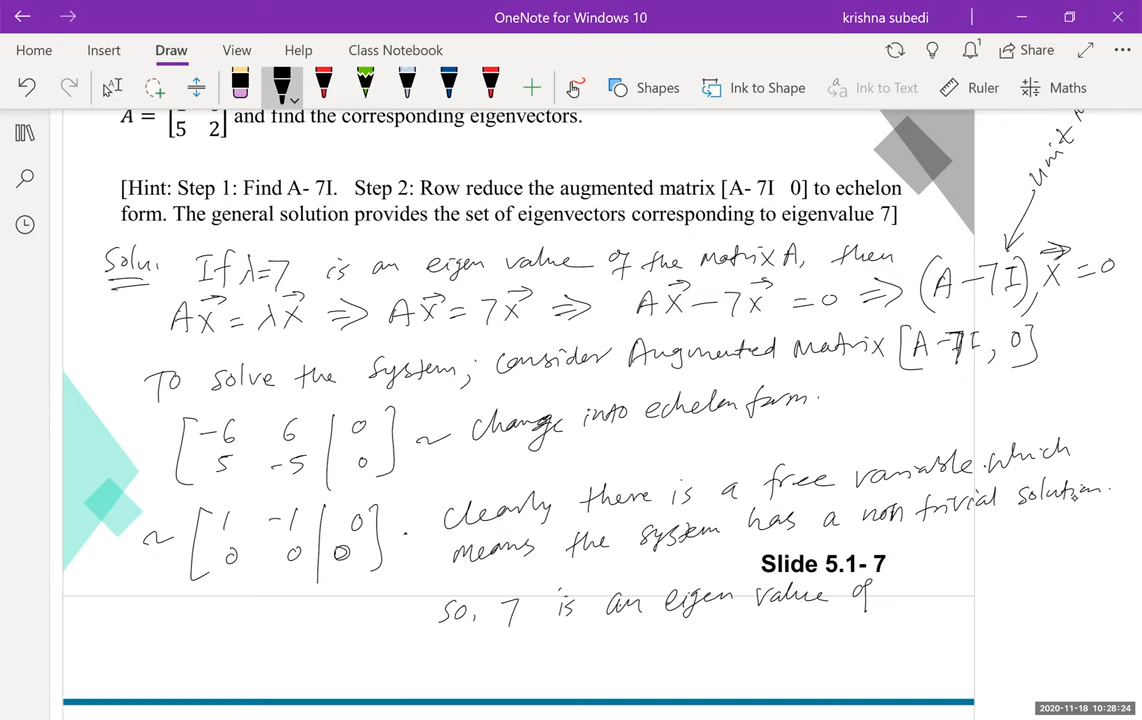 OneNote for Windows 10
krishna subedi
Home Insert Draw View Help Class Notebook
1 Share
Shapes Ink to Shape Ink to Text Ruler Maths
A = [5 2] and find the corresponding eigenvectors.
unit
[Hint: Step 1: Find A- 7I. Step 2: Row reduce the augmented matrix [A- 7I 0] to echelon
form. The general solution provides the set of eigenvectors corresponding to eigenvalue 7]
Solu. If λ=7 is an eigen value of the matrix A, then
AX⃗ = λX⃗ ⇒ AX⃗ = 7X⃗ ⇒ AX⃗ - 7X⃗ = 0 ⇒ (A - 7I) X⃗ = 0
To solve the system; consider Augmented matrix [A - 7I, 0]
[-6 6 | 0
5 -5 | 0] ~ change into echelon form.
~ [1 -1 | 0
0 0 | 0] . clearly there is a free variable. which
means the system has a non trivial solution.
Slide 5.1- 7
So, 7 is an eigen value of
2020-11-18 10:28:24